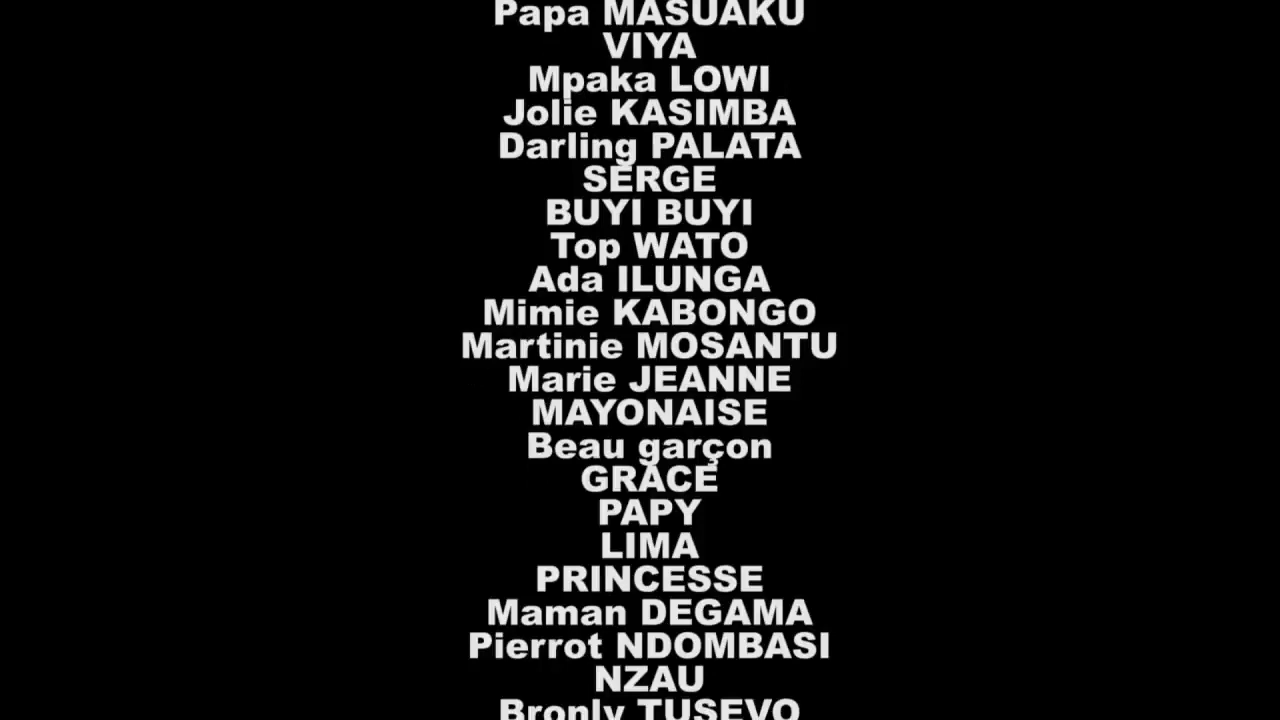 Papa MASUAKU
VIYA
Mpaka LOWI
Jolie KASIMBA
Darling PALATA
SERGE
BUYI BUYI
Top WATO
Ada ILUNGA
Mimie KABONGO
Martinie MOSANTU
Marie JEANNE
MAYONAISE
Beau garçon
GRACE
PAPY
LIMA
PRINCESSE
Maman DEGAMA
Pierrot NDOMBASI
NZAU
Bronly TUSEVO